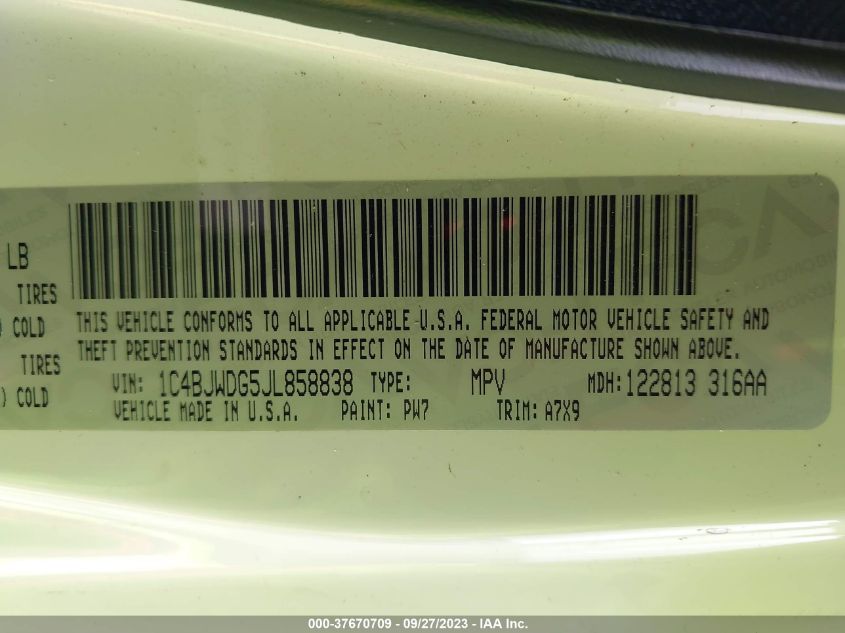 LB
TIRES
COLD
TIRES
) COLD
THIS VEHICLE CONFORMS TO ALL APPLICABLE U.S.A. FEDERAL MOTOR VEHICLE SAFETY AND
THEFT PREVENTION STANDARDS IN EFFECT ON THE DATE OF MANUFACTURE SHOWN ABOVE.
VIN: 1C4BJWDG5JL858838 TYPE: MPV MDH:122813 316AA
VEHICLE MADE IN U.S.A. PAINT: PW7 TRIM: A7X9
000-37670709 - 09/27/2023 - IAA Inc.